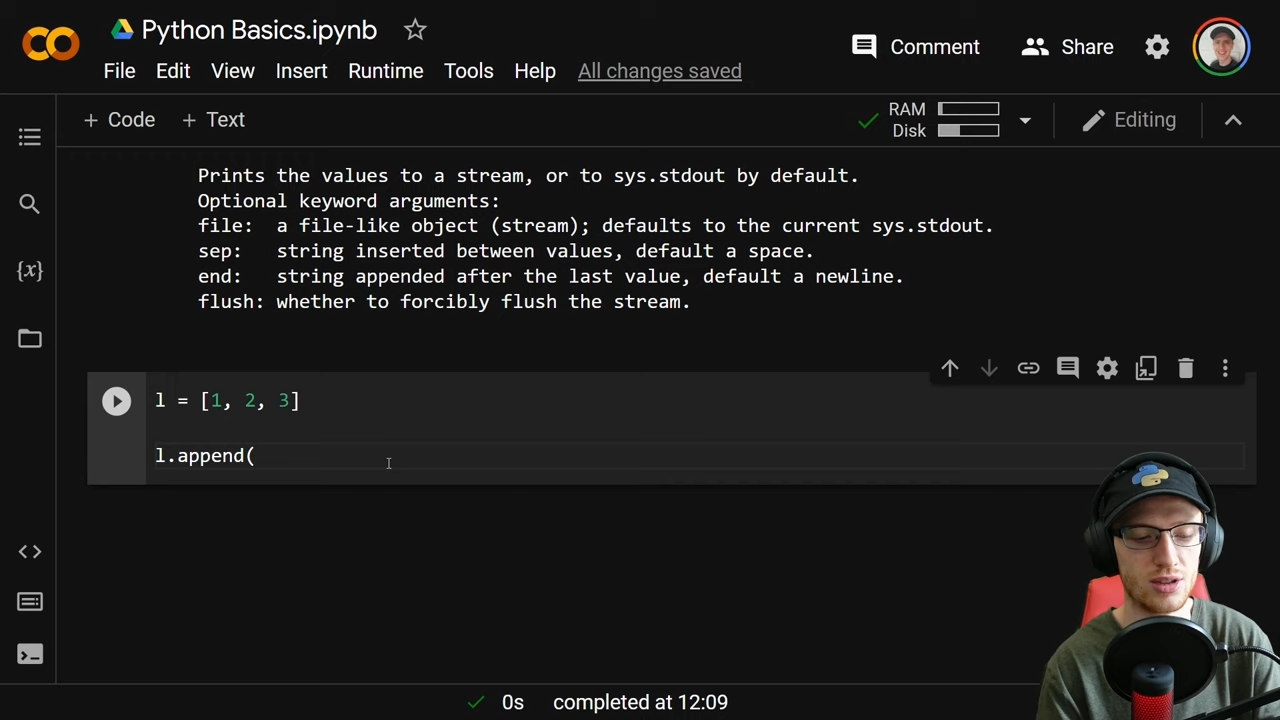 Python Basics.ipynb
Comment
Share
File Edit View Insert Runtime Tools Help All changes saved
+ Code + Text
RAM
Disk
Editing
Prints the values to a stream, or to sys.stdout by default.
Optional keyword arguments:
file: a file-like object (stream); defaults to the current sys.stdout.
sep: string inserted between values, default a space.
end: string appended after the last value, default a newline.
flush: whether to forcibly flush the stream.
{x}
l = [1, 2, 3]
l.append(
0s completed at 12:09